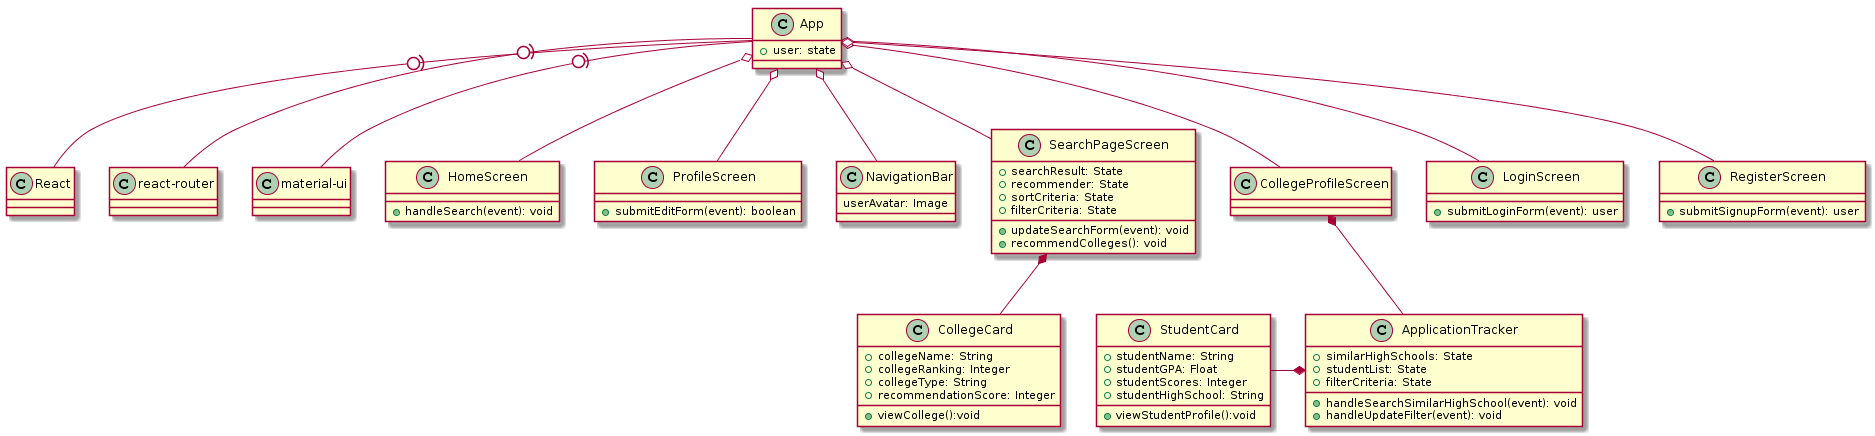 C App
user: state
C React
C react-router
C material-ui
C HomeScreen
handleSearch(event): void
C ProfileScreen
submitEditForm(event): boolean
C NavigationBar
userAvatar: Image
C SearchPageScreen
searchResult: State
recommender: State
sortCriteria: State
filterCriteria: State
updateSearchForm(event): void
recommendColleges(): void
C CollegeProfileScreen
C LoginScreen
submitLoginForm(event): user
C RegisterScreen
submitSignupForm(event): user
C CollegeCard
collegeName: String
collegeRanking: Integer
collegeType: String
recommendationScore: Integer
viewCollege():void
C StudentCard
studentName: String
studentGPA: Float
studentScores: Integer
studentHighSchool: String
viewStudentProfile():void
C ApplicationTracker
similarHighSchools: State
studentList: State
filterCriteria: State
handleSearchSimilarHighSchool(event): void
handleUpdateFilter(event): void